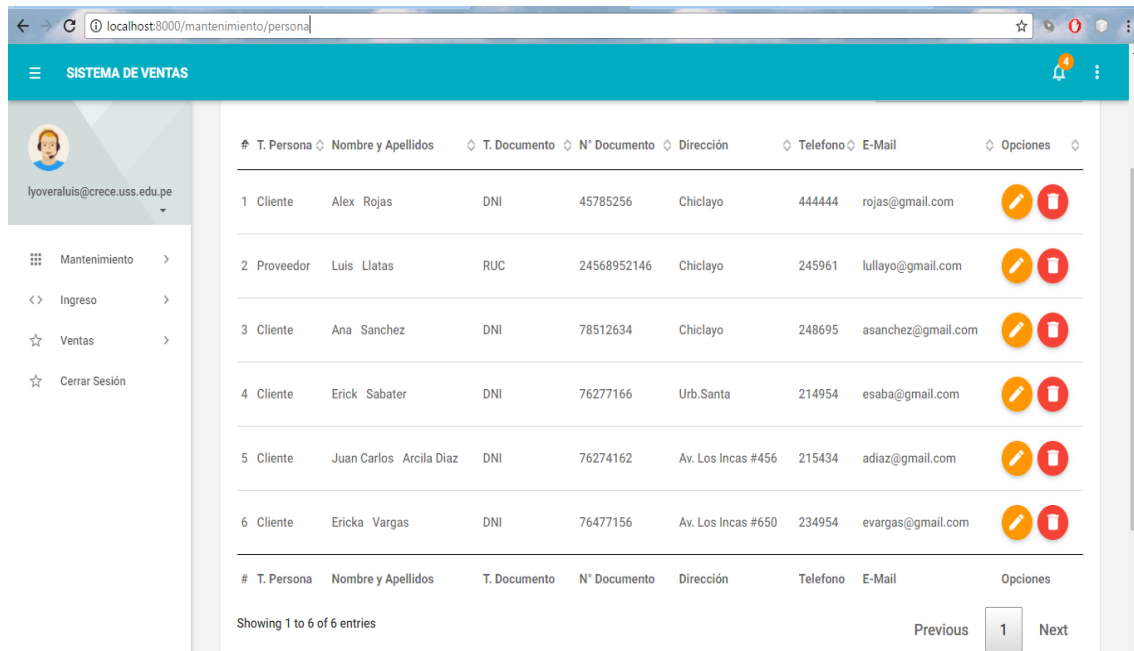 localhost:8000/mantenimiento/persona
SISTEMA DE VENTAS
4
lyoveraluis@crece.uss.edu.pe
Mantenimiento
Ingreso
Ventas
Cerrar Sesión
# T. Persona Nombre y Apellidos T. Documento N° Documento Dirección Telefono E-Mail Opciones
1 Cliente Alex Rojas DNI 45785256 Chiclayo 444444 rojas@gmail.com
2 Proveedor Luis Llatas RUC 24568952146 Chiclayo 245961 lullayo@gmail.com
3 Cliente Ana Sanchez DNI 78512634 Chiclayo 248695 asanchez@gmail.com
4 Cliente Erick Sabater DNI 76277166 Urb.Santa 214954 esaba@gmail.com
5 Cliente Juan Carlos Arcila Diaz DNI 76274162 Av. Los Incas #456 215434 adiaz@gmail.com
6 Cliente Ericka Vargas DNI 76477156 Av. Los Incas #650 234954 evargas@gmail.com
# T. Persona Nombre y Apellidos T. Documento N° Documento Dirección Telefono E-Mail Opciones
Showing 1 to 6 of 6 entries
Previous 1 Next